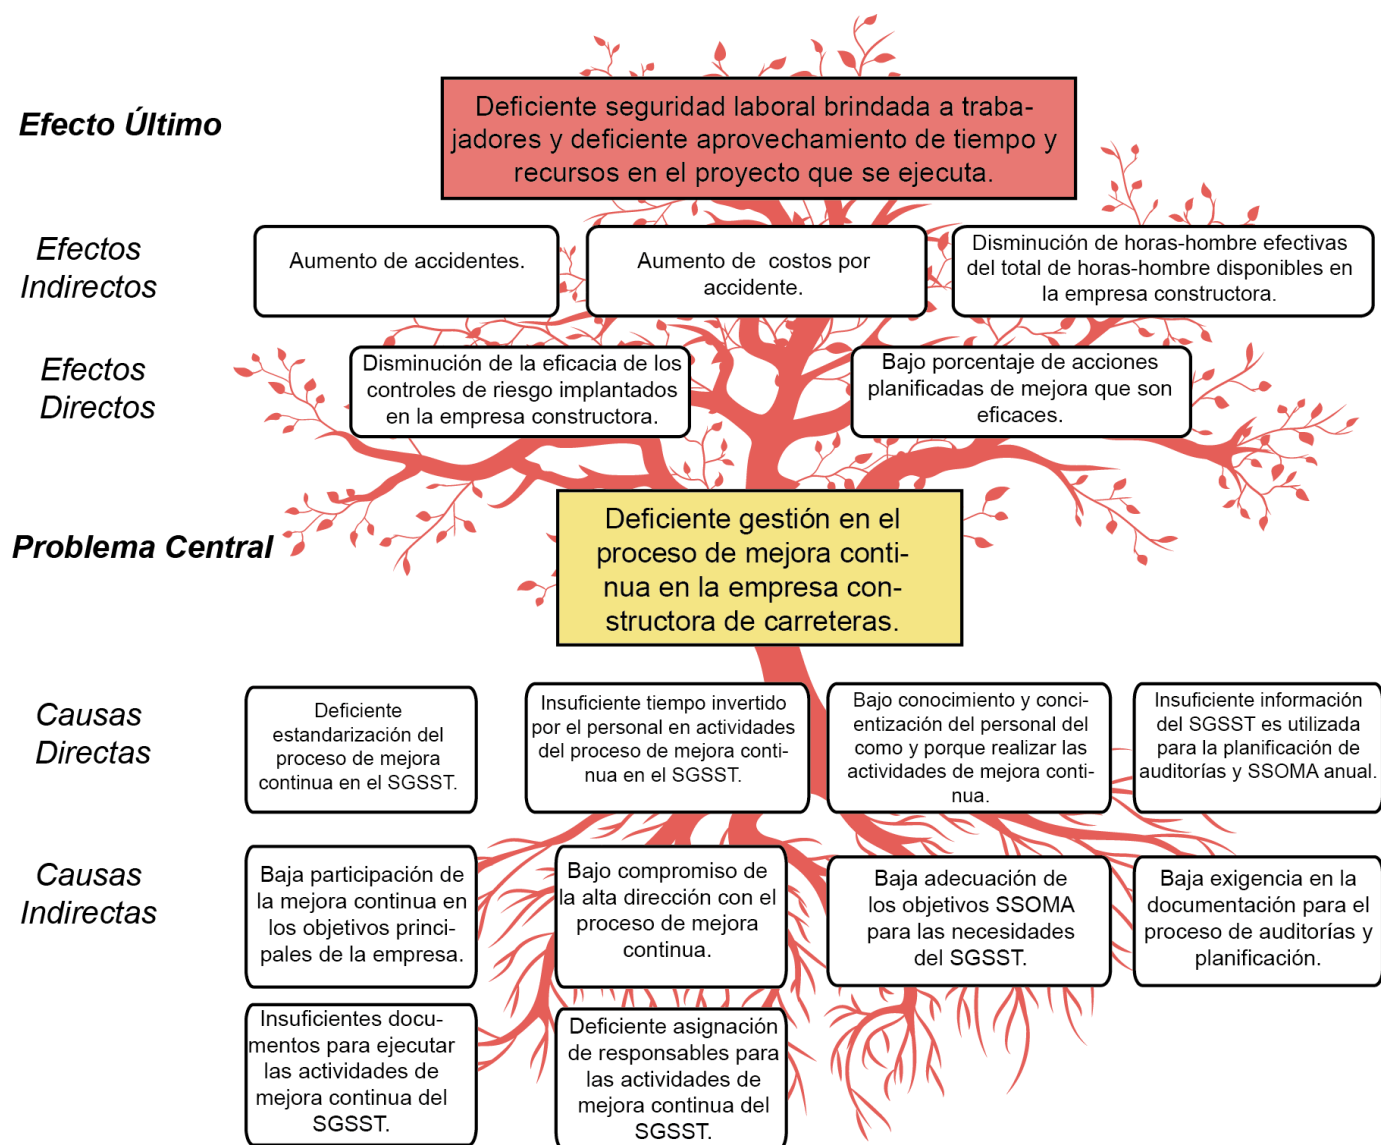 Efecto Último
Deficiente seguridad laboral brindada a traba-
jadores y deficiente aprovechamiento de tiempo y
recursos en el proyecto que se ejecuta.
Efectos
Indirectos
Aumento de accidentes.
Aumento de costos por
accidente.
Disminución de horas-hombre efectivas
del total de horas-hombre disponibles en
la empresa constructora.
Efectos
Directos
Disminución de la eficacia de los
controles de riesgo implantados
en la empresa constructora.
Bajo porcentaje de acciones
planificadas de mejora que son
eficaces.
Problema Central
Deficiente gestión en el
proceso de mejora conti-
nua en la empresa con-
structora de carreteras.
Causas
Directas
Deficiente
estandarización del
proceso de mejora
continua en el SGSST.
Insuficiente tiempo invertido
por el personal en actividades
del proceso de mejora conti-
nua en el SGSST.
Bajo conocimiento y conci-
entización del personal del
como y porque realizar las
actividades de mejora conti-
nua.
Insuficiente información
del SGSST es utilizada
para la planificación de
auditorías y SSOMA anual.
Causas
Indirectas
Baja participación de
la mejora continua en
los objetivos princi-
pales de la empresa.
Bajo compromiso de
la alta dirección con el
proceso de mejora
continua.
Baja adecuación de
los objetivos SSOMA
para las necesidades
del SGSST.
Baja exigencia en la
documentación para el
proceso de auditorías y
planificación.
Insuficientes docu-
mentos para ejecutar
las actividades de
mejora continua del
SGSST.
Deficiente asignación
de responsables para
las actividades de
mejora continua del
SGSST.